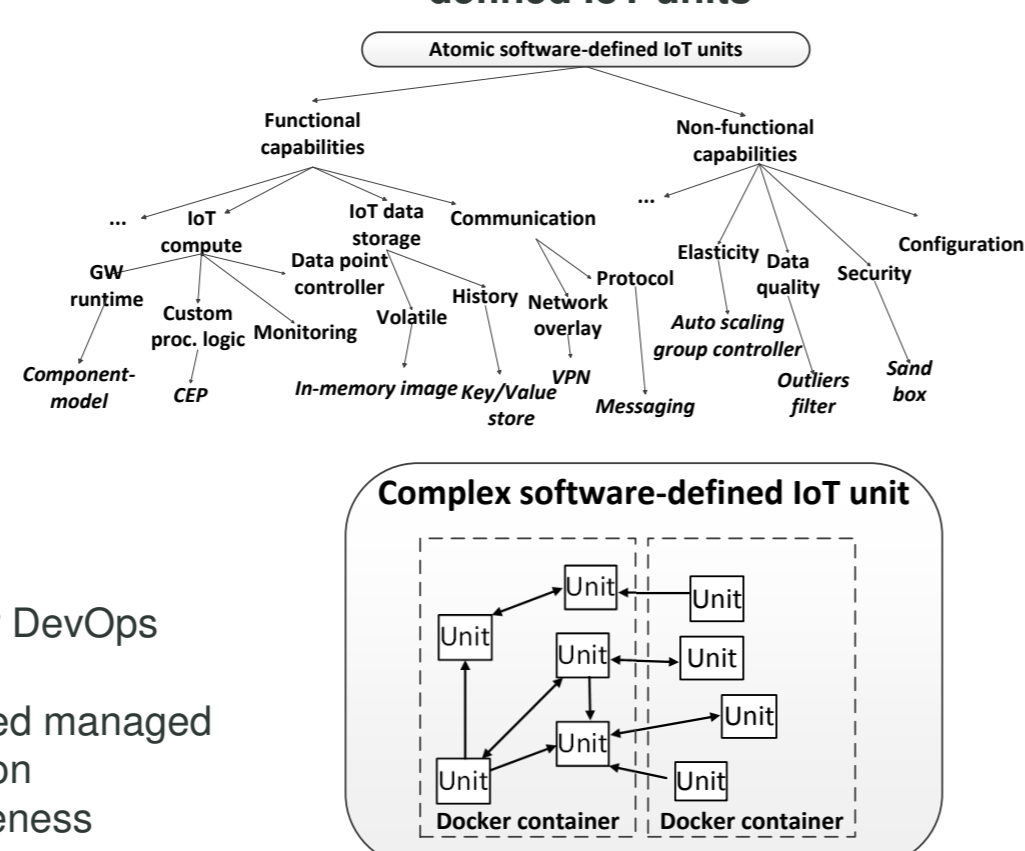 defined IoT units
Atomic software-defined IoT units
Functional
capabilities
Non-functional
capabilities
...
IoT
compute
IoT data
storage
Communication
...
Elasticity
Data
quality
Security
Configuration
GW
runtime
Custom
proc. logic
Monitoring
Data point
controller
Volatile
History
Network
overlay
Protocol
Auto scaling
group controller
Outliers
filter
Sand
box
Component-
model
CEP
In-memory image
Key/Value
store
VPN
Messaging
Complex software-defined IoT unit
Unit
Unit
Unit
Unit
Unit
Unit
Unit
Unit
Unit
Docker container
Docker container
DevOps
ed managed
on
eness